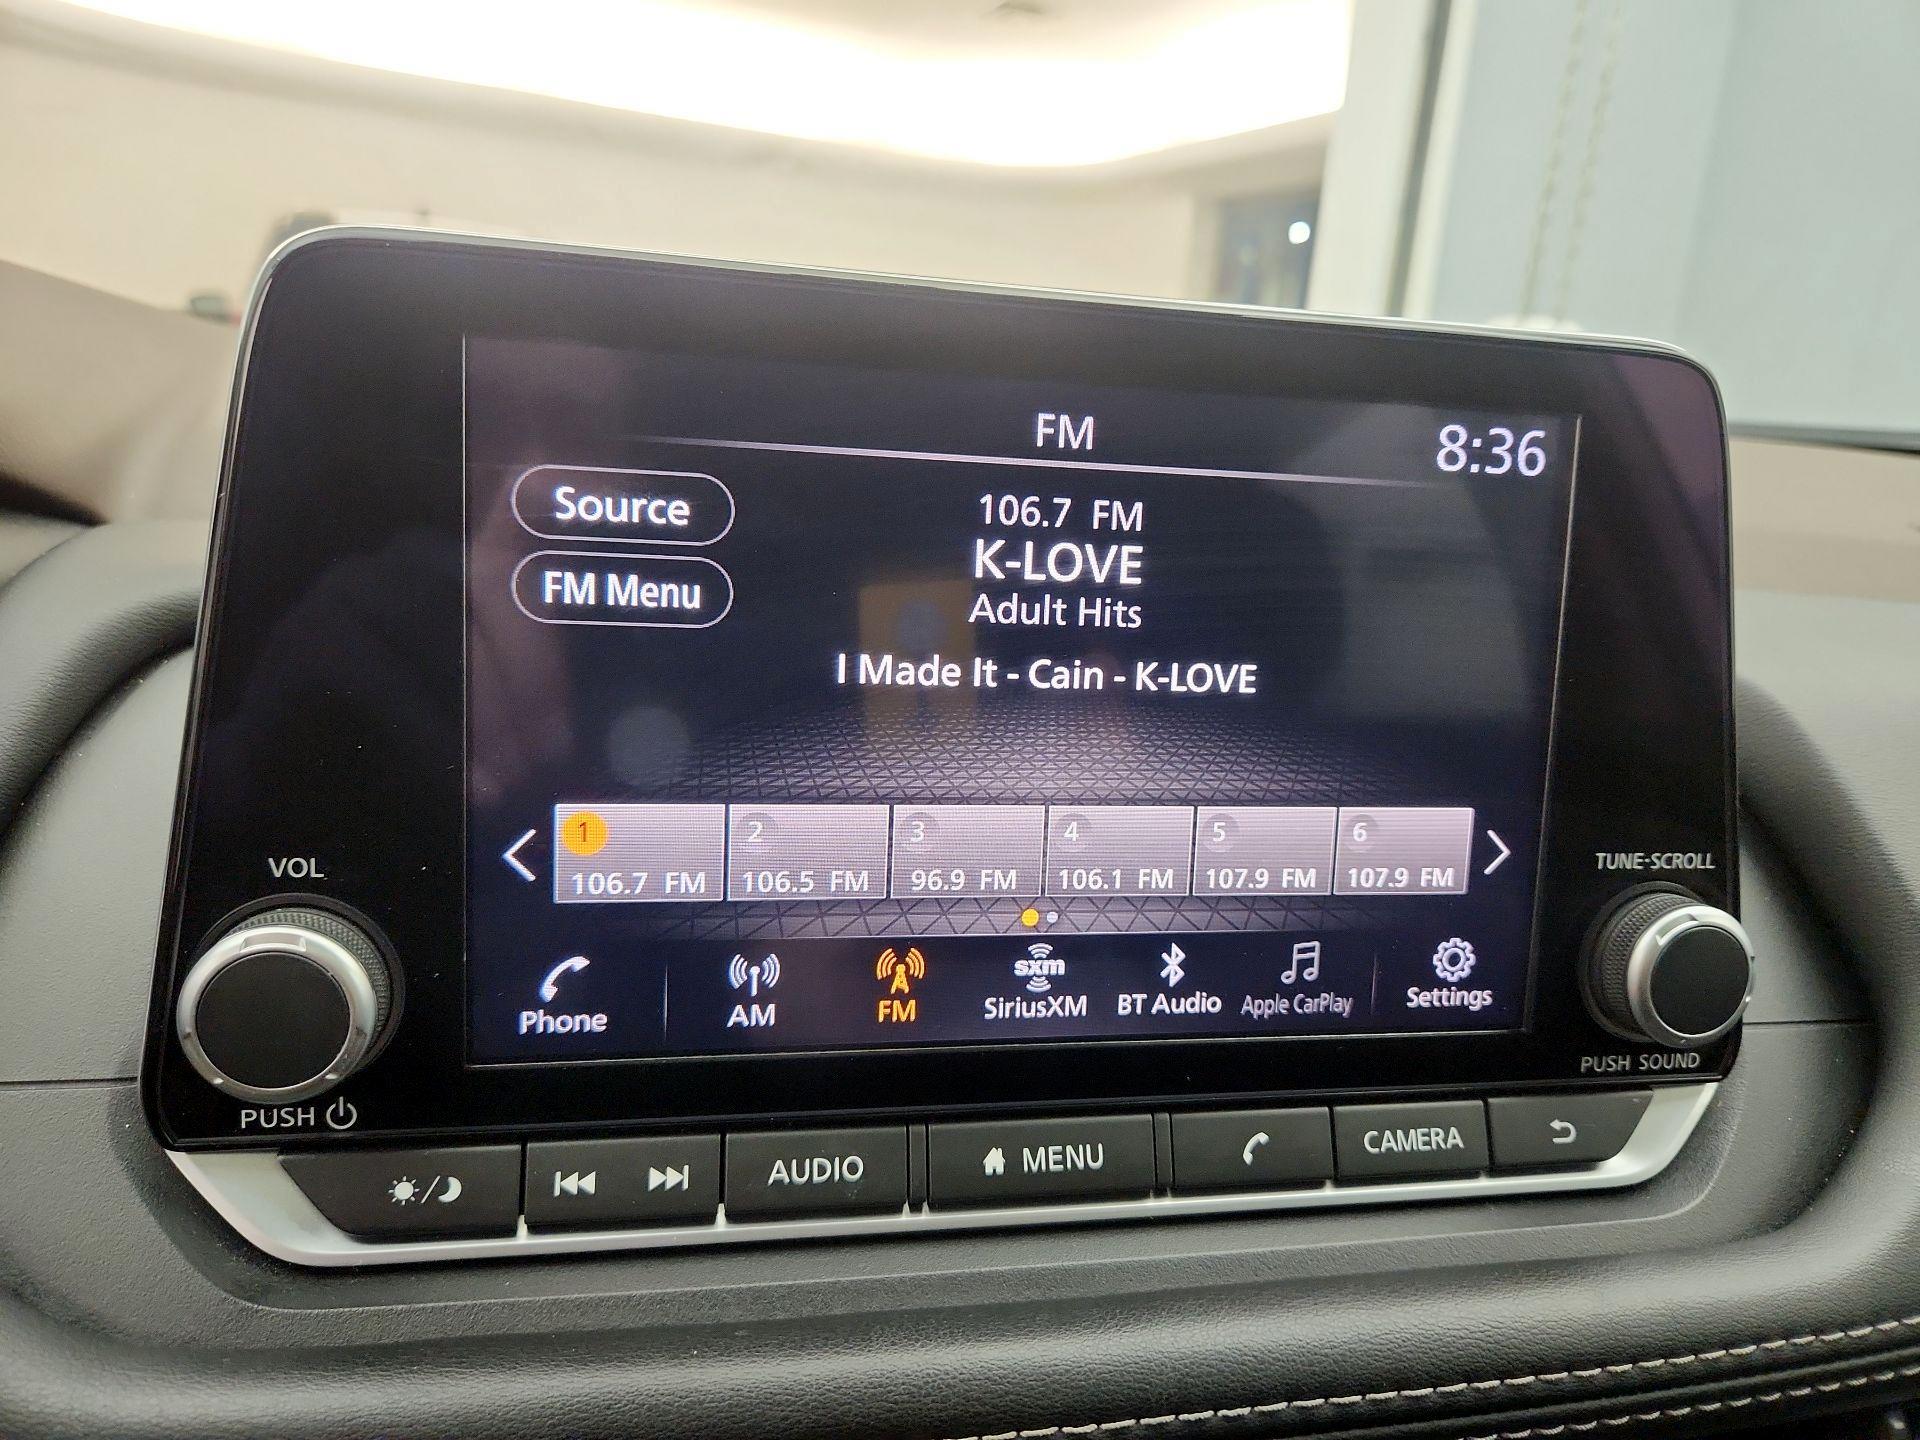 FM
8:36
Source
106.7 FM
K-LOVE
FM Menu
Adult Hits
I Made It - Cain - K-LOVE
1 2 3 4 5 6
106.7 FM 106.5 FM 96.9 FM 106.1 FM 107.9 FM 107.9 FM
VOL
TUNE-SCROLL
sxm
Phone AM FM SiriusXM BT Audio Apple CarPlay Settings
PUSH
PUSH SOUND
AUDIO MENU CAMERA